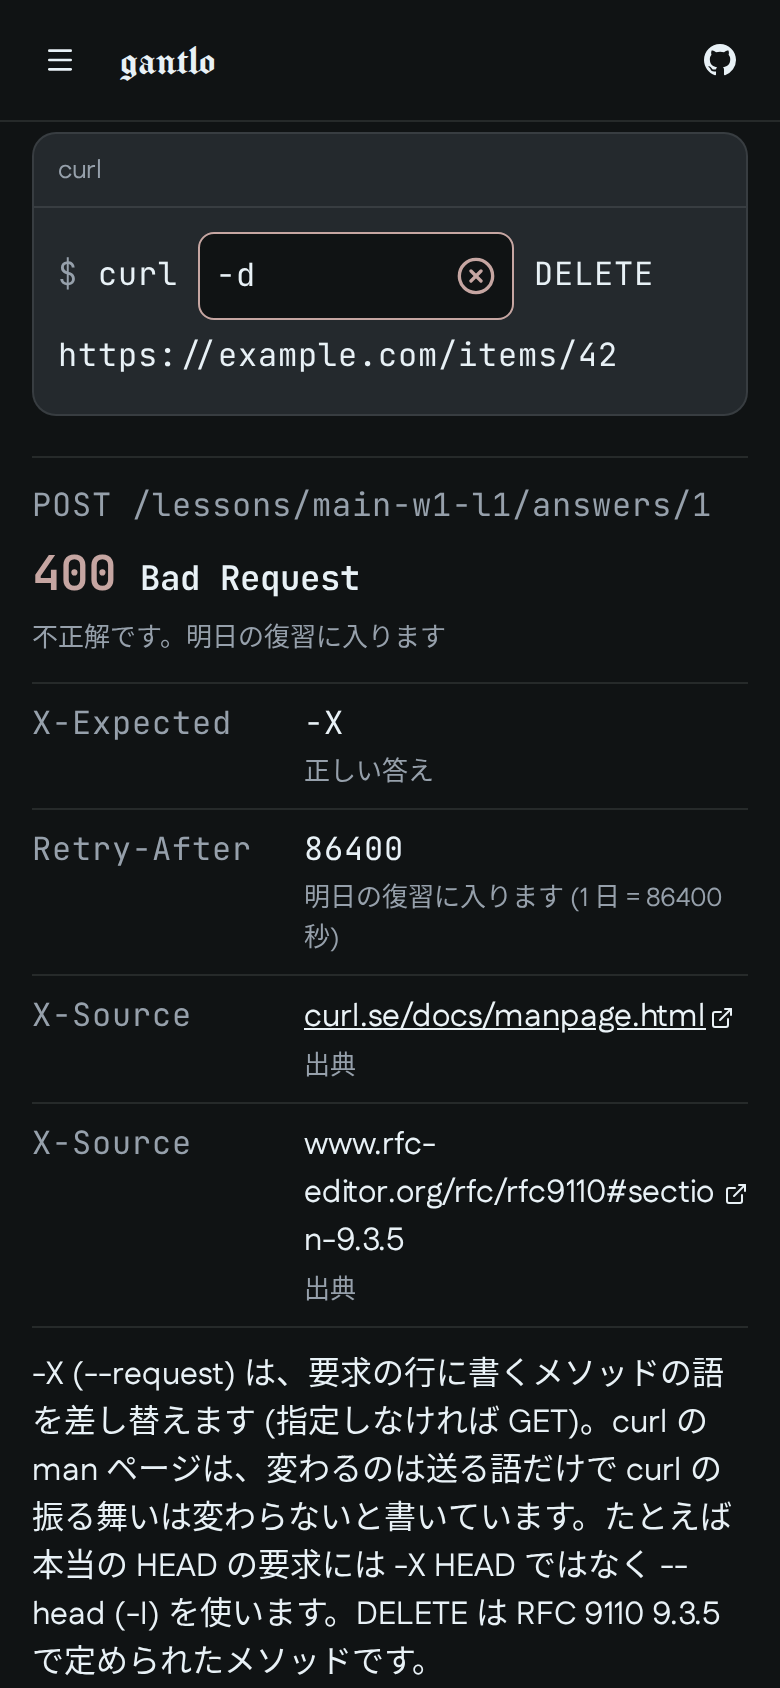 gantlo
curl
$ curl -d DELETE
https://example.com/items/42
POST /lessons/main-w1-l1/answers/1
400 Bad Request
不正解です。明日の復習に入ります
X-Expected -X
正しい答え
Retry-After 86400
明日の復習に入ります (1 日 = 86400
秒)
X-Source curl.se/docs/manpage.html
出典
X-Source www.rfc-
editor.org/rfc/rfc9110#sectio
n-9.3.5
出典
-X (--request) は、要求の行に書くメソッドの語
を差し替えます (指定しなければ GET)。curl の
man ページは、変わるのは送る語だけで curl の
振る舞いは変わらないと書いています。たとえば
本当の HEAD の要求には -X HEAD ではなく --
head (-I) を使います。DELETE は RFC 9110 9.3.5
で定められたメソッドです。